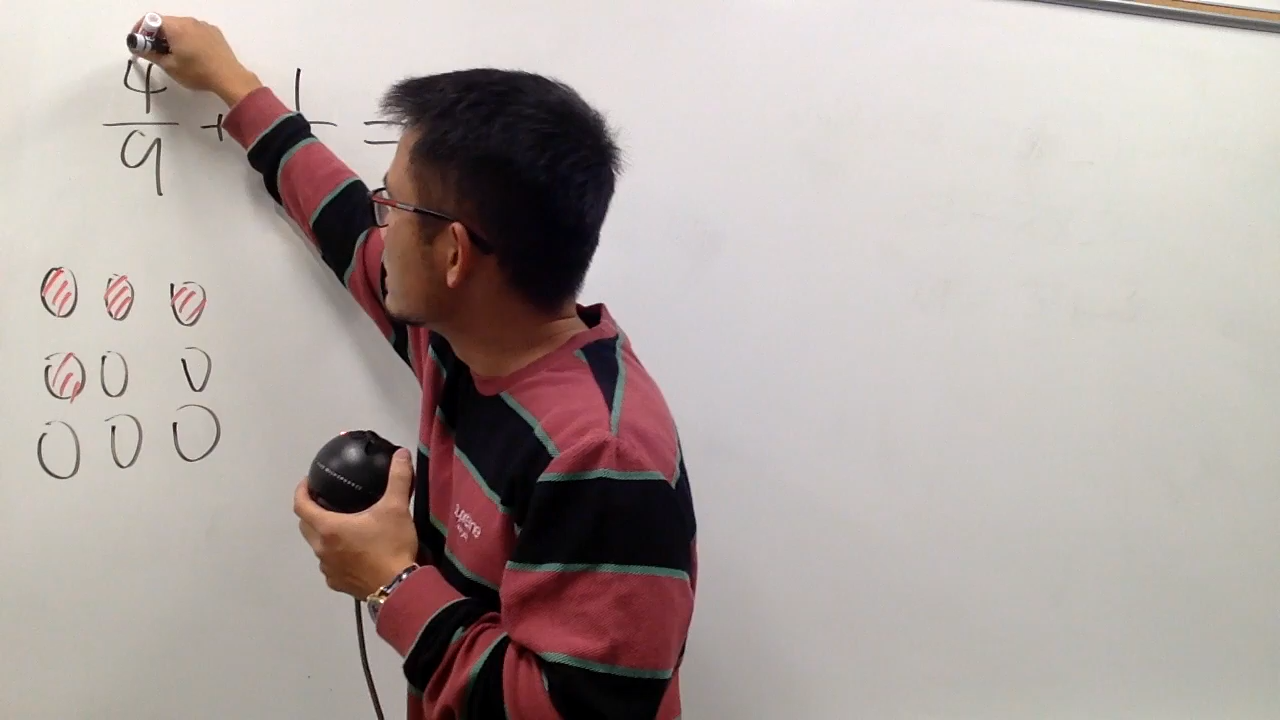 4/9 + 1/ =